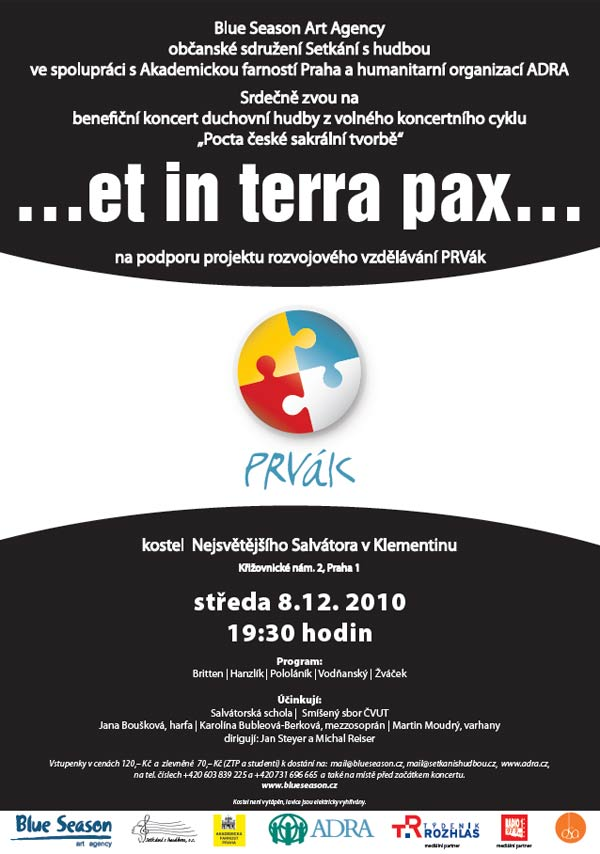 Blue Season Art Agency
občanské sdružení Setkání s hudbou
ve spolupráci s Akademickou farností Praha a humanitarní organizací ADRA
Srdečně zvou na
benefiční koncert duchovní hudby z volného koncertního cyklu
„Pocta české sakrální tvorbě“
...et in terra pax...
na podporu projektu rozvojového vzdělávání PRVák
PRVáK
kostel Nejsvětějšího Salvátora v Klementinu
Křižovnické nám. 2, Praha 1
středa 8.12. 2010
19:30 hodin
Program:
Britten | Hanzlík | Pololáník | Vodňanský | Žváček
Účinkují:
Salvátorská schola | Smíšený sbor ČVUT
Jana Boušková, harfa | Karolína Bubleová-Berková, mezzosoprán | Martin Moudrý, varhany
dirigují: Jan Steyer a Michal Reiser
Vstupenky v cenách 120,– Kč a zlevněné 70,– Kč (ZTP a studenti) k dostání na: mail@blueseason.cz, mail@setkanishudbou.cz, www.adra.cz,
na tel. číslech +420 603 839 225 a +420 731 696 665 a také na místě před začátkem koncertu.
www.blueseason.cz
Kostel není vytápěn, lavice jsou elektricky vyhřívány.
Blue Season
art agency
Setkání s hudbou, o.s.
AKADEMICKÁ
FARNOST
PRAHA
ADRA
TR TÝDENÍK
ROZHLAS
mediální partner
mediální partner